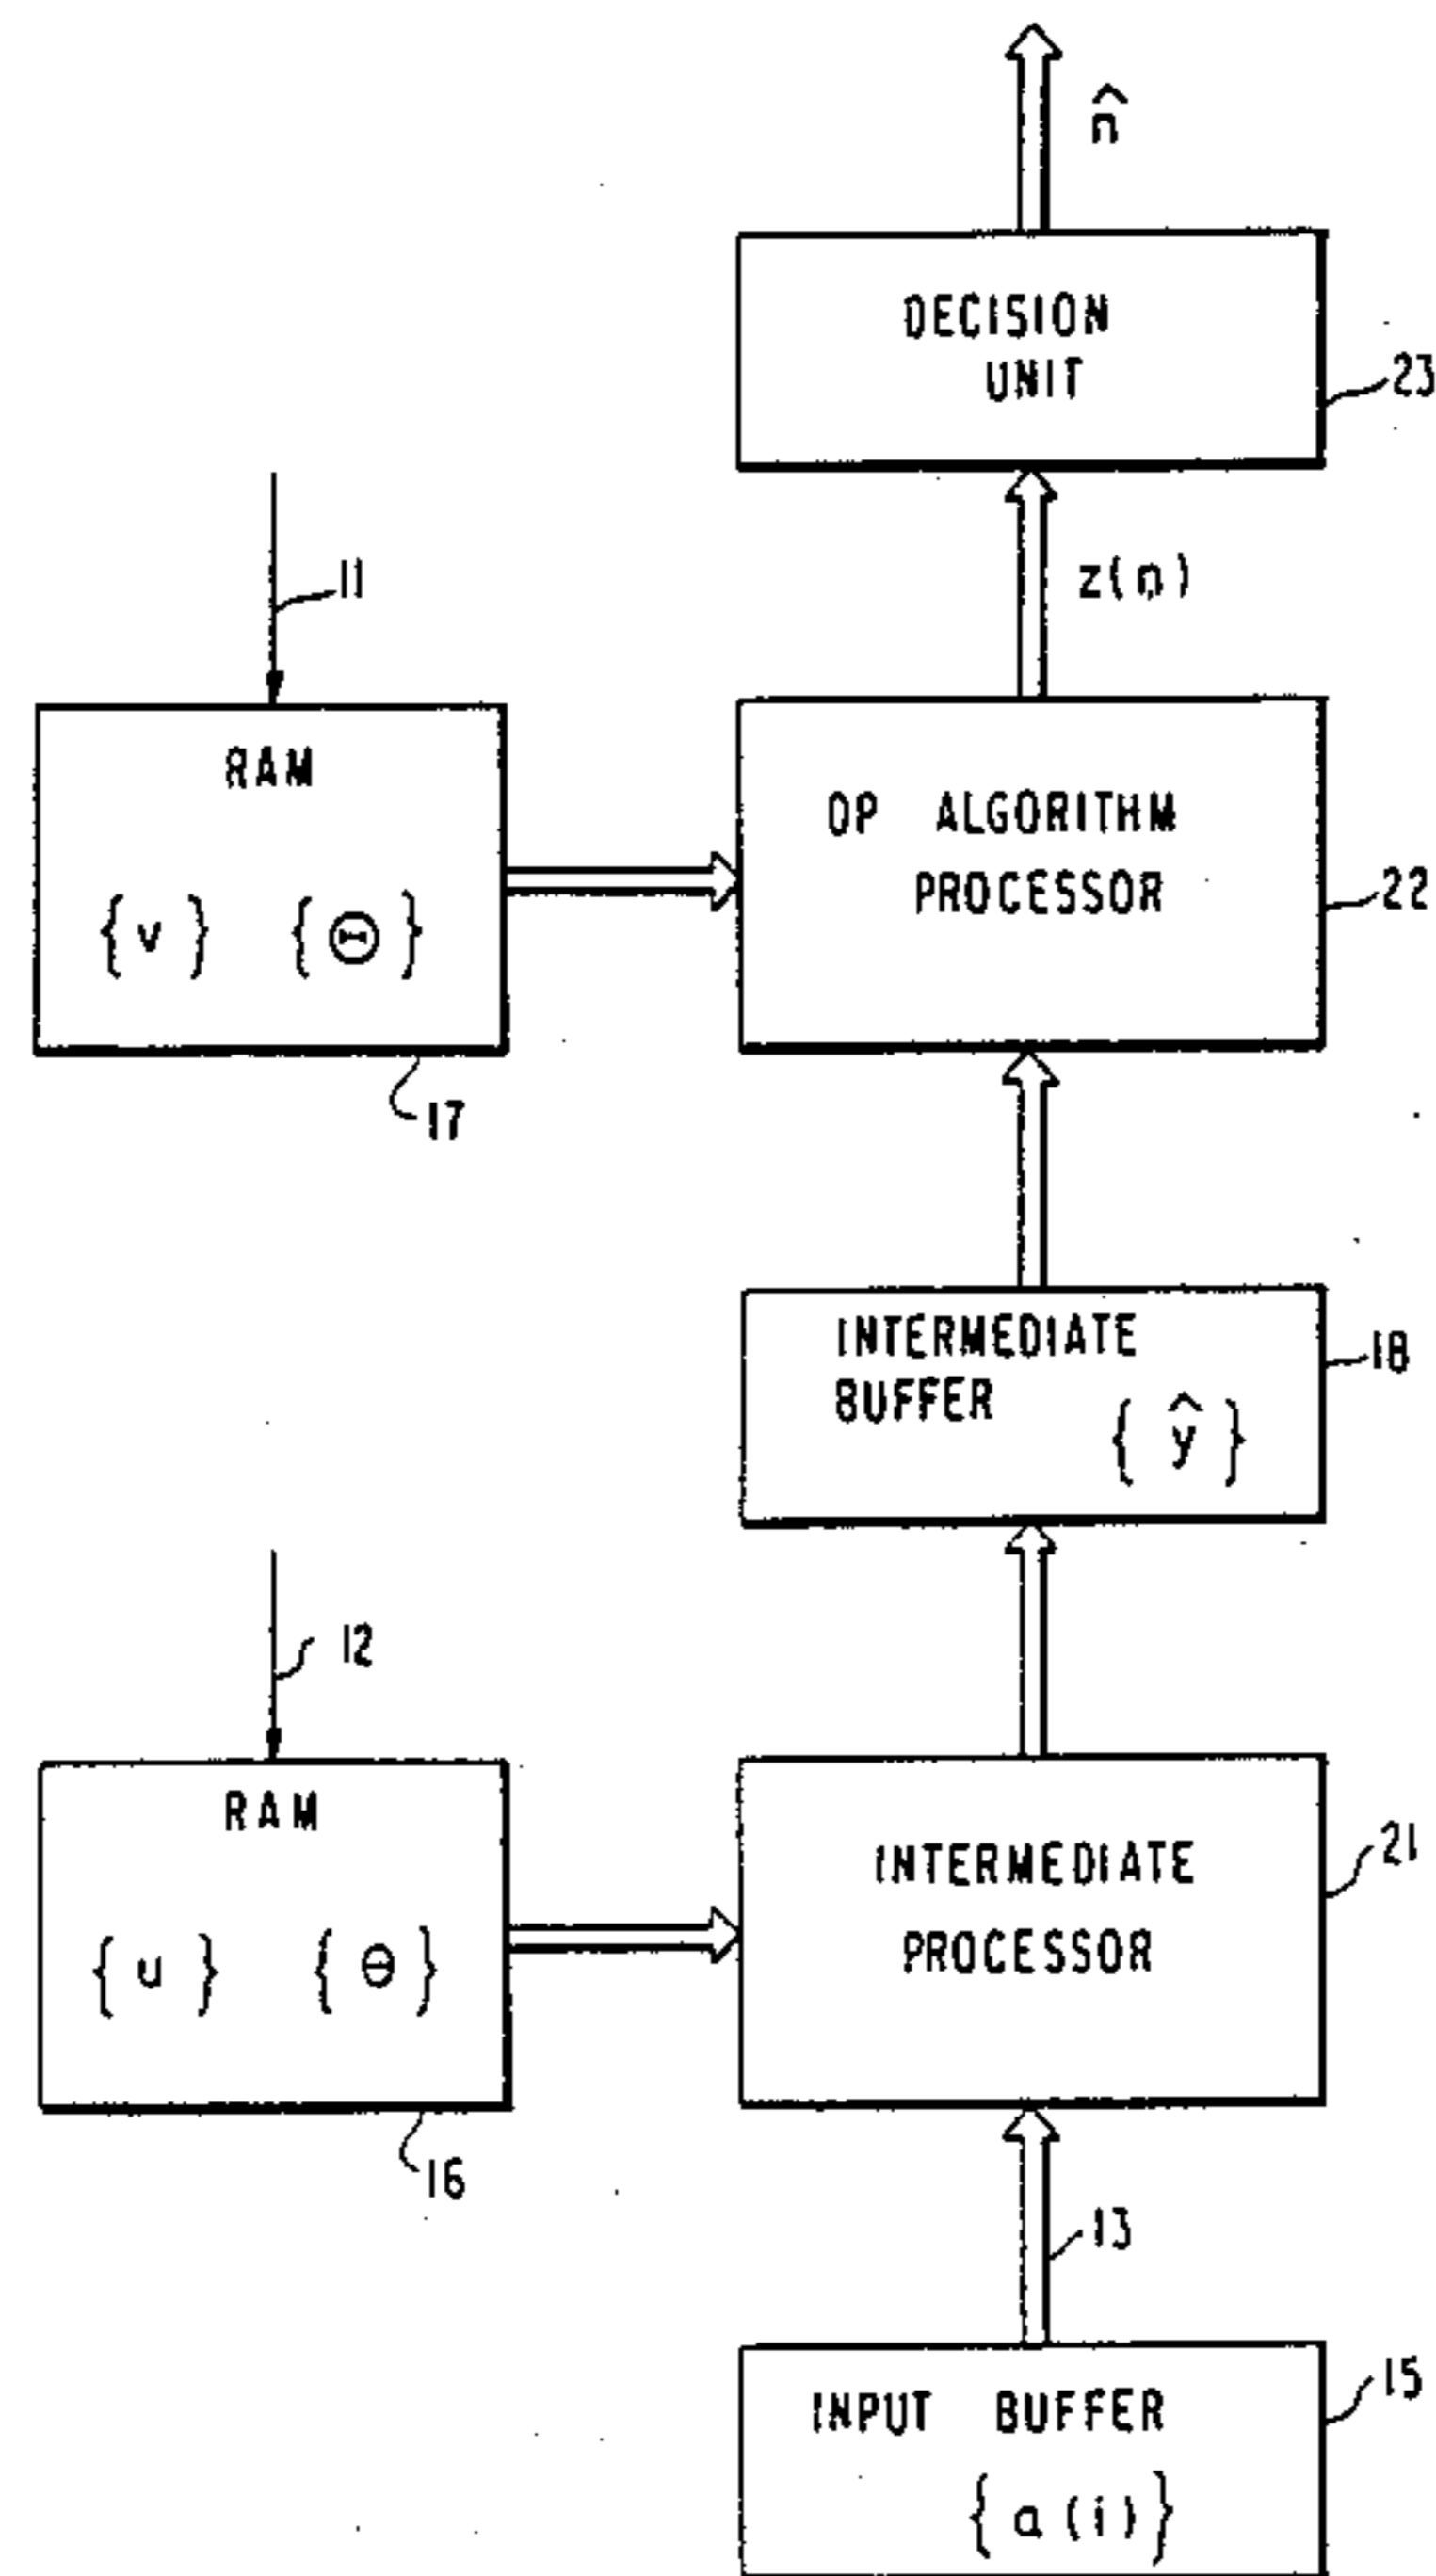 n̂
DECISION
UNIT
23
z(n)
11
RAM
{v} {Θ}
17
OP ALGORITHM
PROCESSOR
22
INTERMEDIATE
BUFFER {ŷ}
18
12
RAM
{u} {θ}
16
INTERMEDIATE
PROCESSOR
21
13
INPUT BUFFER
{a(i)}
15